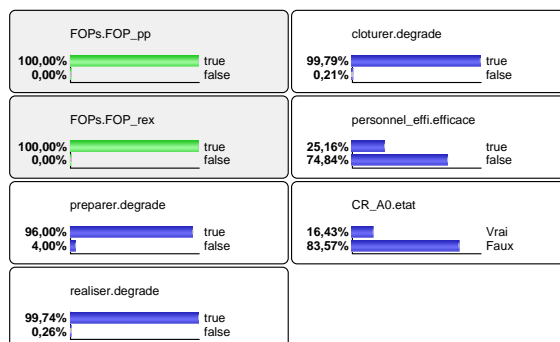 FOPs.FOP_pp
100,00% true
0,00% false
FOPs.FOP_rex
100,00% true
0,00% false
preparer.degrade
96,00% true
4,00% false
realiser.degrade
99,74% true
0,26% false
cloturer.degrade
99,79% true
0,21% false
personnel_effi.efficace
25,16% true
74,84% false
CR_A0.etat
16,43% Vrai
83,57% Faux